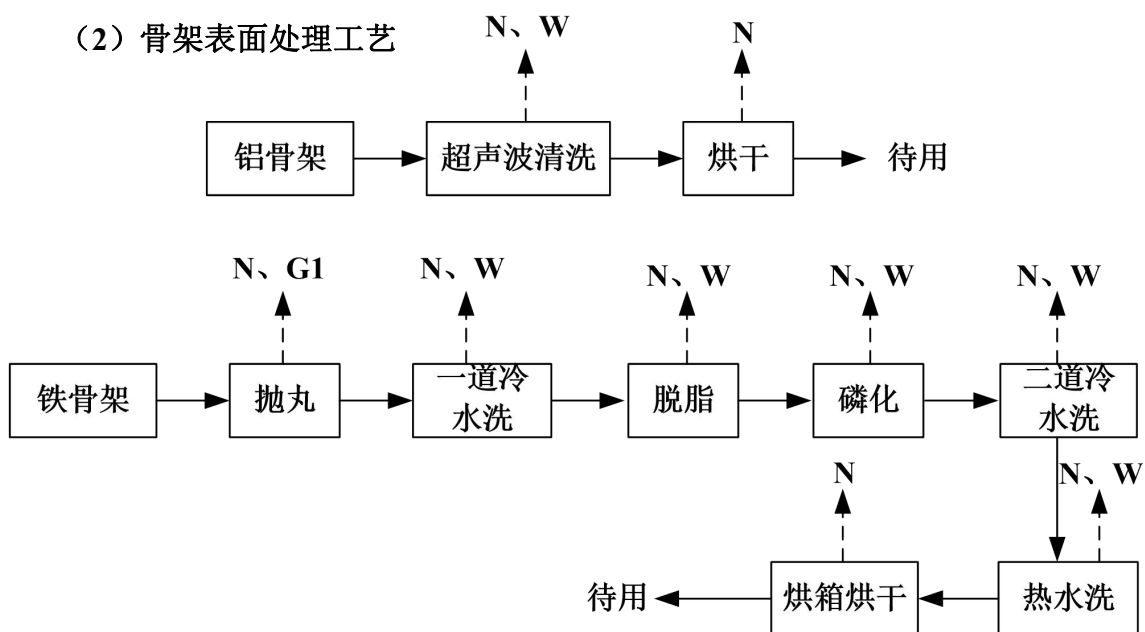 （2）骨架表面处理工艺
N、W
N
铝骨架
超声波清洗
烘干
待用
N、G1
N、W
N、W
N、W
N、W
铁骨架
抛丸
一道冷
水洗
脱脂
磷化
二道冷
水洗
N
N、W
待用
烘箱烘干
热水洗